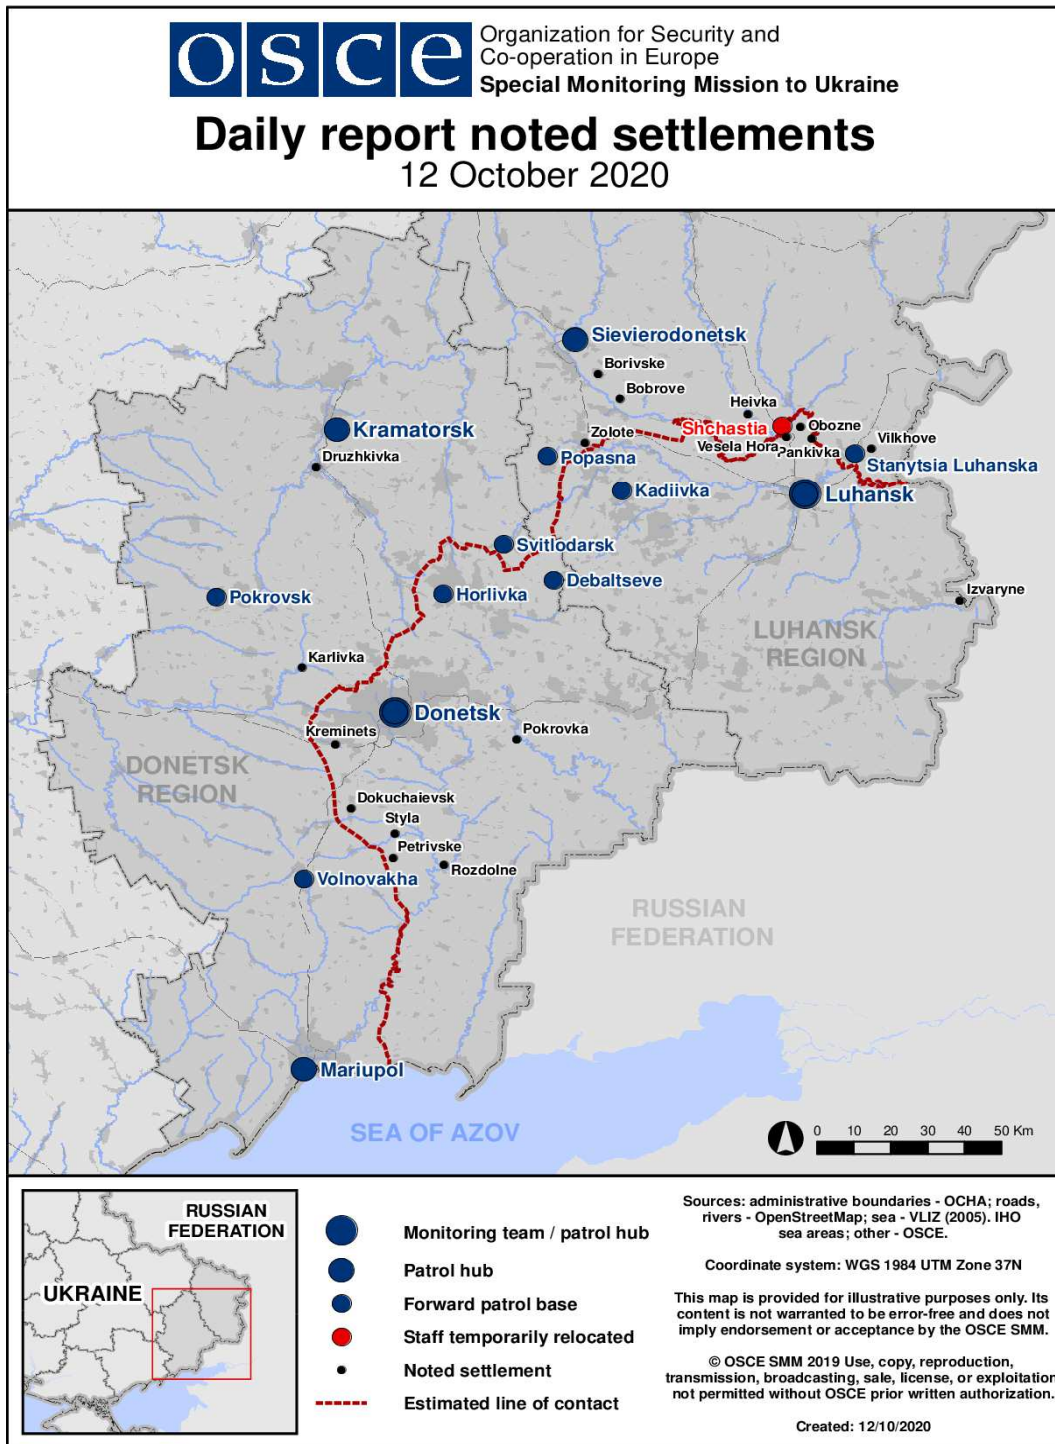 osce
Organization for Security and
Co-operation in Europe
Special Monitoring Mission to Ukraine
Daily report noted settlements
12 October 2020
Sievierodonetsk
Borivske
Bobrove
Heivka
Shchastia
Obozne
Kramatorsk
Zolote
Vesela Hora
Pankivka
Vilkhove
Druzhkivka
Popasna
Stanytsia Luhanska
Kadiivka
Luhansk
Svitlodarsk
Debaltseve
Pokrovsk
Horlivka
Izvaryne
LUHANSK
REGION
Karlivka
Donetsk
Kreminets
Pokrovka
DONETSK
REGION
Dokuchaievsk
Styla
Petrivske
Rozdolne
Volnovakha
RUSSIAN
FEDERATION
Mariupol
SEA OF AZOV
0 10 20 30 40 50 Km
RUSSIAN
FEDERATION
UKRAINE
Monitoring team / patrol hub
Patrol hub
Forward patrol base
Staff temporarily relocated
Noted settlement
Estimated line of contact
Sources: administrative boundaries - OCHA; roads,
rivers - OpenStreetMap; sea - VLIZ (2005). IHO
sea areas; other - OSCE.
Coordinate system: WGS 1984 UTM Zone 37N
This map is provided for illustrative purposes only. Its
content is not warranted to be error-free and does not
imply endorsement or acceptance by the OSCE SMM.
© OSCE SMM 2019 Use, copy, reproduction,
transmission, broadcasting, sale, license, or exploitation
not permitted without OSCE prior written authorization.
Created: 12/10/2020